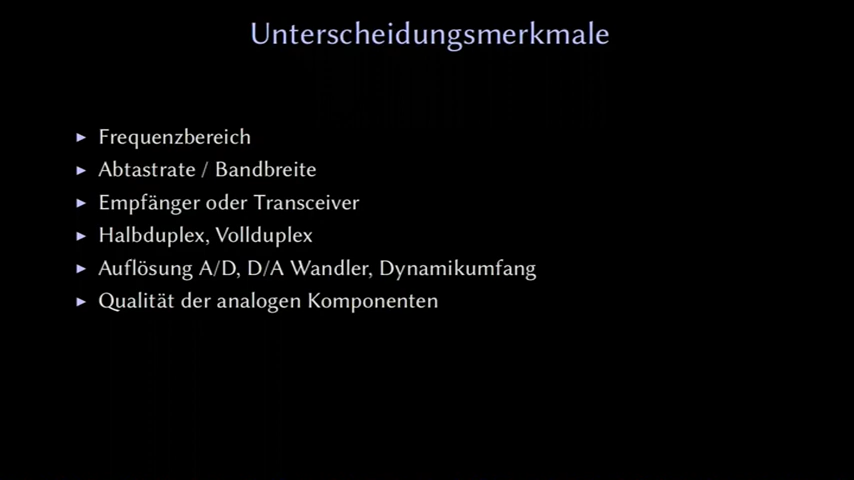 Unterscheidungsmerkmale
▶ Frequenzbereich
▶ Abtastrate / Bandbreite
▶ Empfänger oder Transceiver
▶ Halbduplex, Vollduplex
▶ Auflösung A/D, D/A Wandler, Dynamikumfang
▶ Qualität der analogen Komponenten